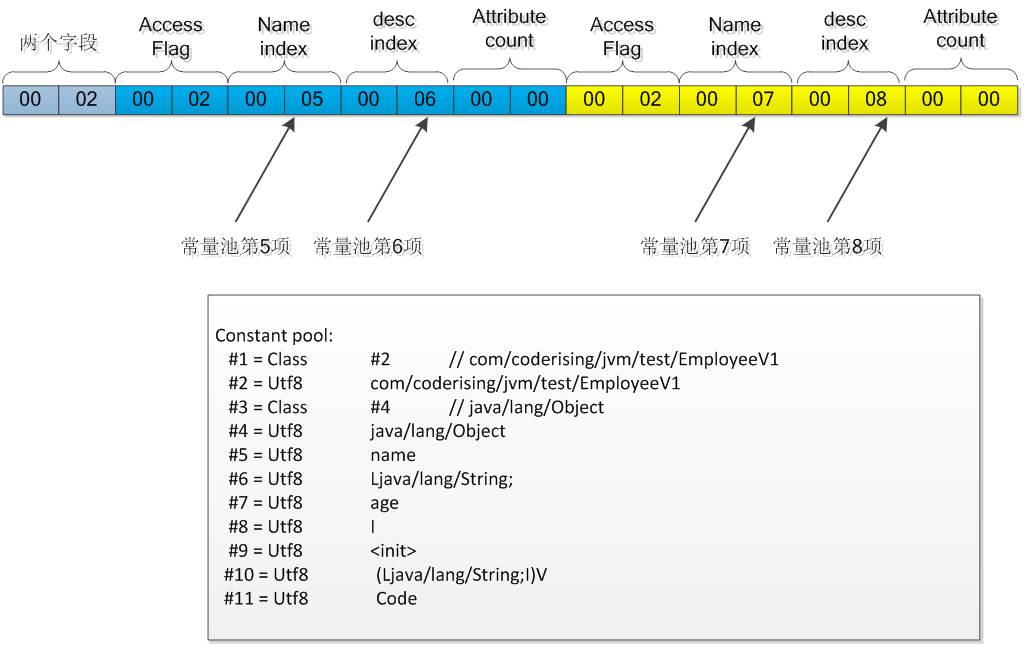 两个字段
Access Flag
Name index
desc index
Attribute count
Access Flag
Name index
desc index
Attribute count
00 02 00 02 00 05 00 06 00 00 00 02 00 07 00 08 00 00
常量池第5项 常量池第6项 常量池第7项 常量池第8项
Constant pool:
#1 = Class #2 // com/coderising/jvm/test/EmployeeV1
#2 = Utf8 com/coderising/jvm/test/EmployeeV1
#3 = Class #4 // java/lang/Object
#4 = Utf8 java/lang/Object
#5 = Utf8 name
#6 = Utf8 Ljava/lang/String;
#7 = Utf8 age
#8 = Utf8 I
#9 = Utf8 <init>
#10 = Utf8 (Ljava/lang/String;I)V
#11 = Utf8 Code